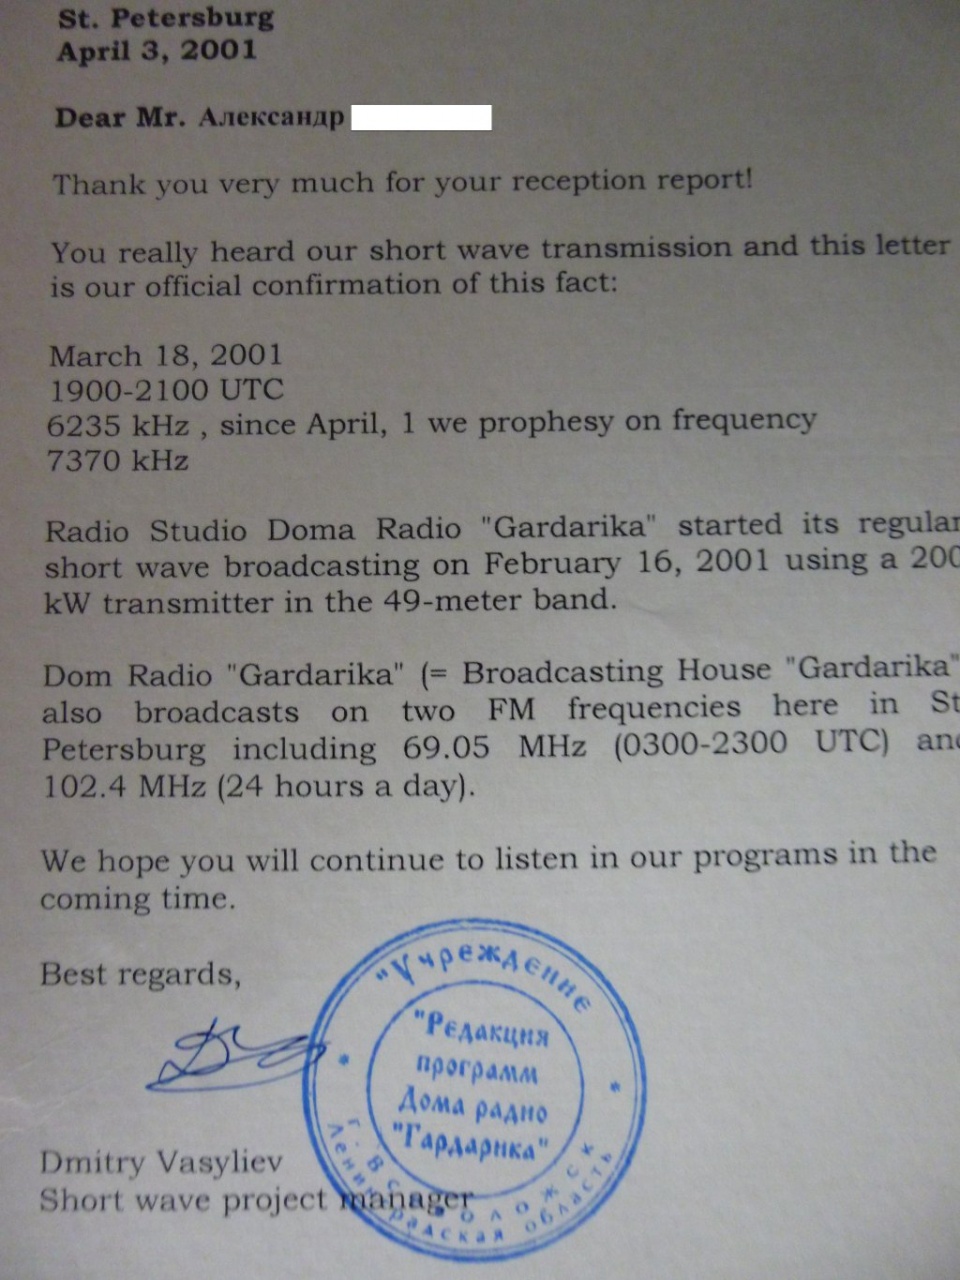 St. Petersburg
April 3, 2001
Dear Mr. Александр
Thank you very much for your reception report!
You really heard our short wave transmission and this letter
is our official confirmation of this fact:
March 18, 2001
1900-2100 UTC
6235 kHz , since April, 1 we prophesy on frequency
7370 kHz
Radio Studio Doma Radio "Gardarika" started its regular
short wave broadcasting on February 16, 2001 using a 200
kW transmitter in the 49-meter band.
Dom Radio "Gardarika" (= Broadcasting House "Gardarika"
also broadcasts on two FM frequencies here in St
Petersburg including 69.05 MHz (0300-2300 UTC) and
102.4 MHz (24 hours a day).
We hope you will continue to listen in our programs in the
coming time.
Best regards,
"Учреждение
"Редакция
программ
Дома радио
"Гардарика"
г. Всеволожск
Ленинградская область
Dmitry Vasyliev
Short wave project manager